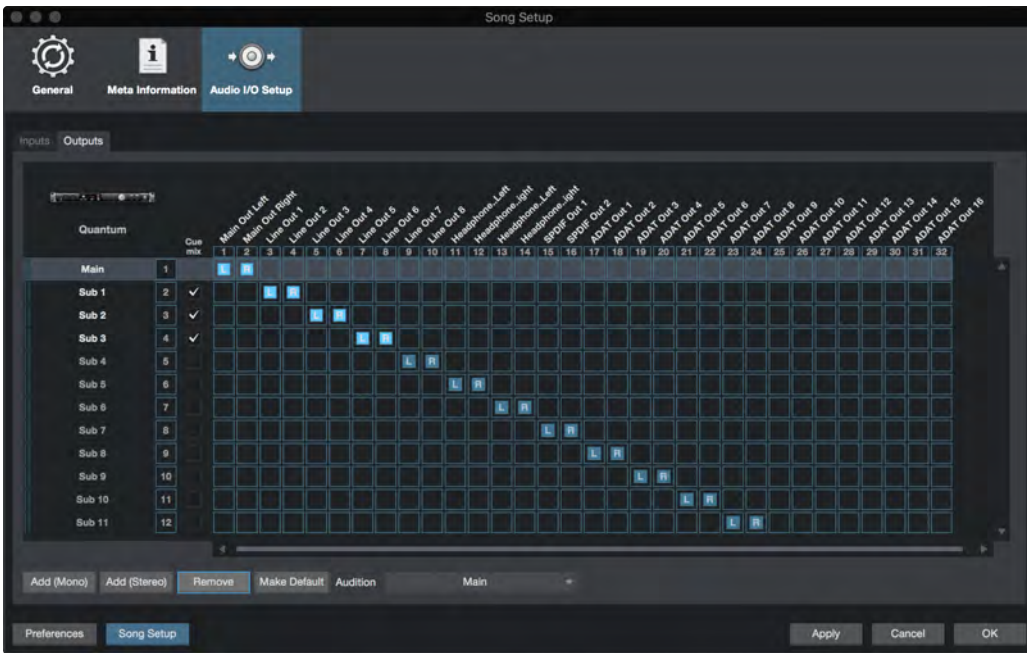 Song Setup
General
Meta Information
Audio I/O Setup
Inputs
Outputs
Quantum
Cue mix
Main Out Left
Main Out Right
Line Out 1
Line Out 2
Line Out 3
Line Out 4
Line Out 5
Line Out 6
Line Out 7
Line Out 8
Headphone_Left
Headphone_ight
Headphone_Left
Headphone_ight
SPDIF Out 1
SPDIF Out 2
ADAT Out 1
ADAT Out 2
ADAT Out 3
ADAT Out 4
ADAT Out 5
ADAT Out 6
ADAT Out 7
ADAT Out 8
ADAT Out 9
ADAT Out 10
ADAT Out 11
ADAT Out 12
ADAT Out 13
ADAT Out 14
ADAT Out 15
ADAT Out 16
1 2 3 4 5 6 7 8 9 10 11 12 13 14 15 16 17 18 19 20 21 22 23 24 25 26 27 28 29 30 31 32
Main 1 L R
Sub 1 2 L R
Sub 2 3 L R
Sub 3 4 L R
Sub 4 5 L R
Sub 5 6 L R
Sub 6 7 L R
Sub 7 8 L R
Sub 8 9 L R
Sub 9 10 L R
Sub 10 11 L R
Sub 11 12 L R
Add (Mono) Add (Stereo) Remove Make Default Audition Main
Preferences Song Setup Apply Cancel OK